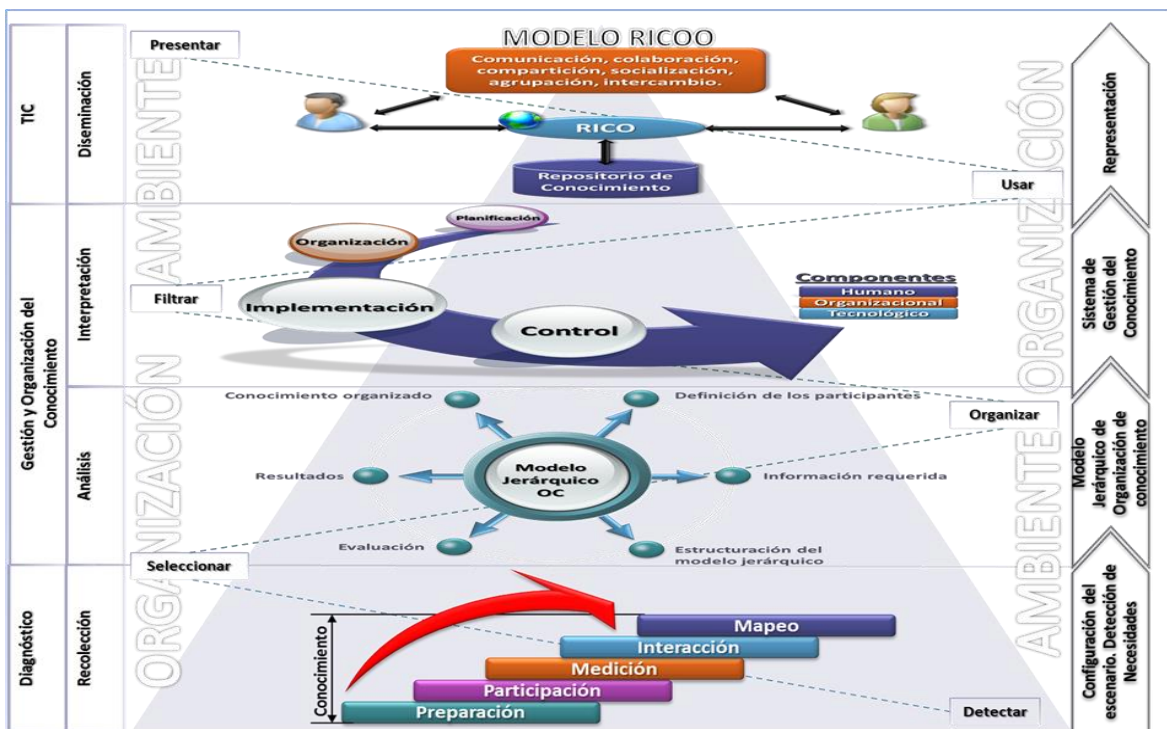 MODELO RICOO
Presentar
Comunicación, colaboración,
compartición, socialización,
agrupación, intercambio.
RICO
Repositorio de
Conocimiento
Usar
TIC
Diseminación
AMBIENTE
ORGANIZACIÓN
Representación
Planificación
Organización
Implementación
Control
Filtrar
Componentes
Humano
Organizacional
Tecnológico
Gestión y Organización del
Conocimiento
Interpretación
Sistema de
Gestión del
Conocimiento
Organizar
Conocimiento organizado
Definición de los participantes
Resultados
Modelo
Jerárquico
OC
Información requerida
Evaluación
Estructuración del
modelo jerárquico
Análisis
ORGANIZACIÓN
AMBIENTE
Modelo
Jerárquico de
Organización de
conocimiento
Seleccionar
Diagnóstico
Recolección
Conocimiento
Mapeo
Interacción
Medición
Participación
Preparación
Detectar
Configuración del
escenario. Detección de
Necesidades